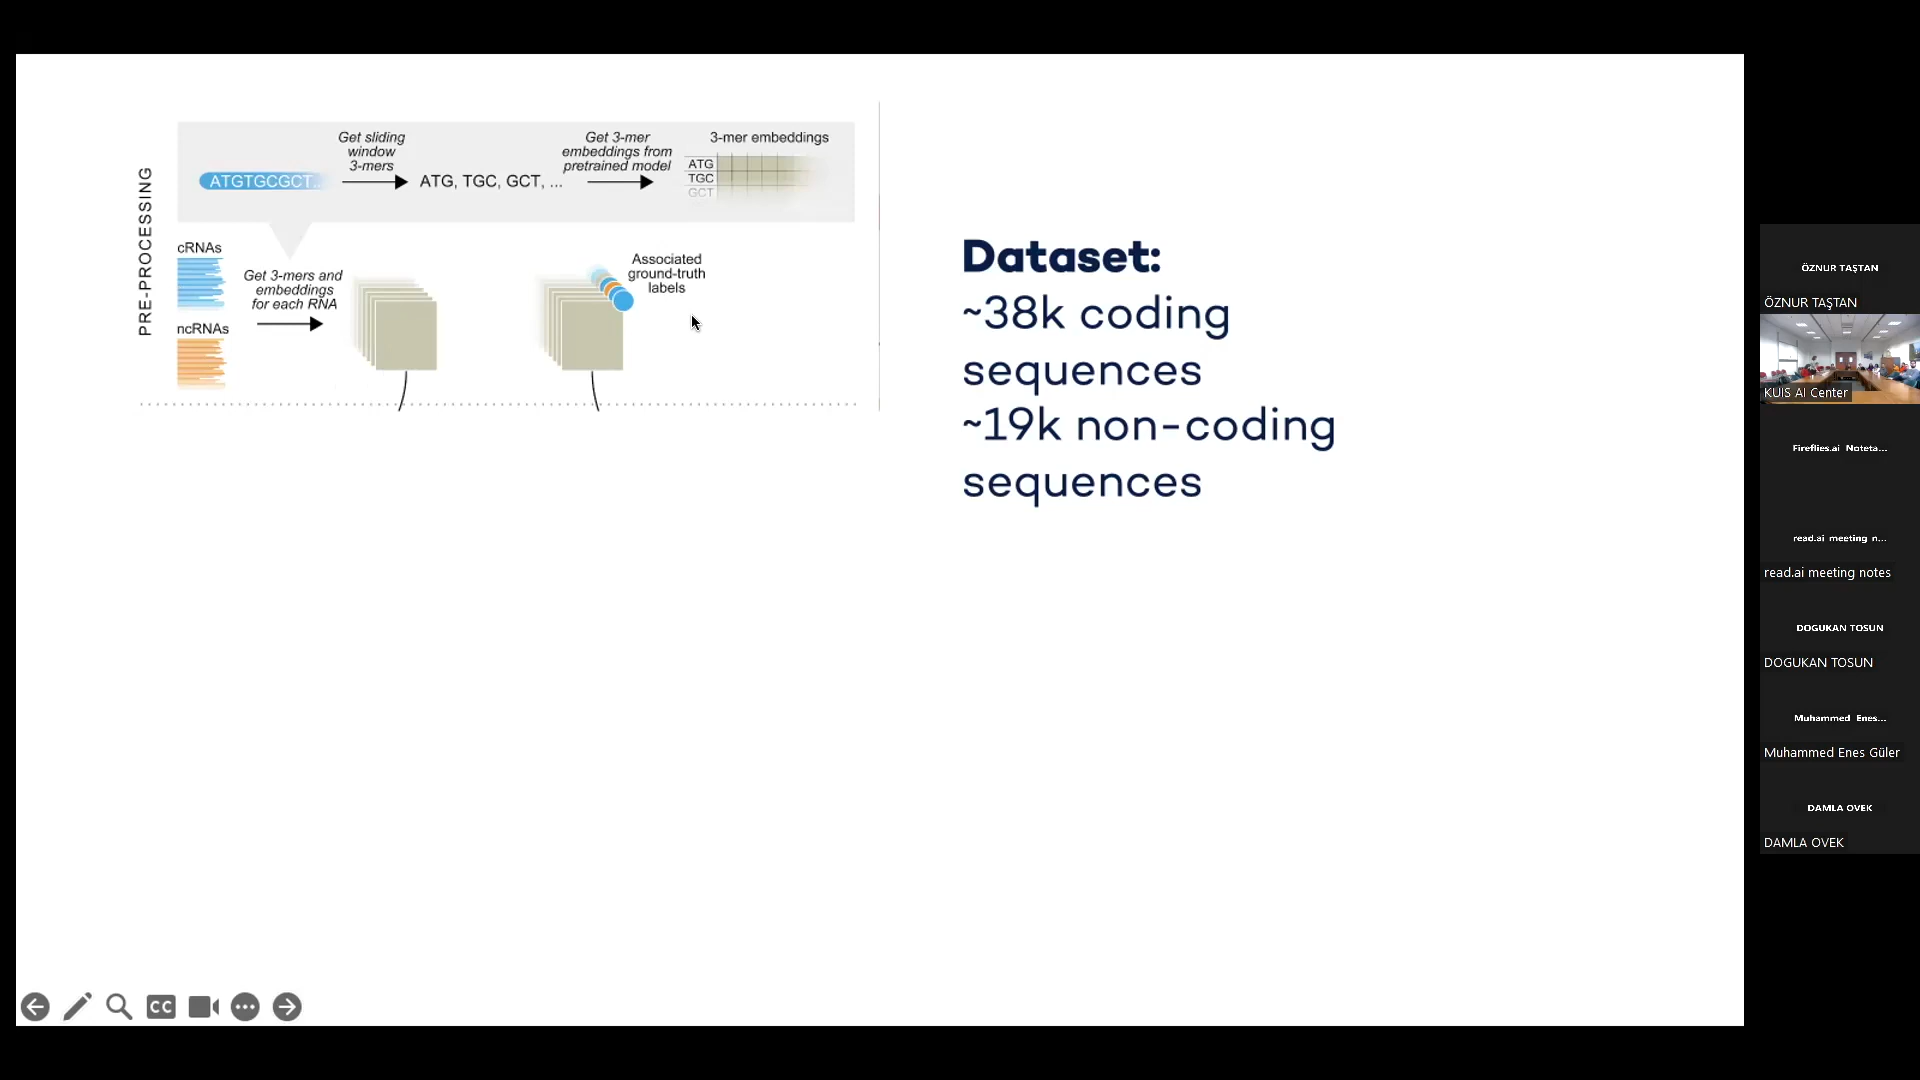 PRE-PROCESSING
Get sliding
window
3-mers
Get 3-mer
embeddings from
pretrained model
3-mer embeddings
ATGTGCGCT...
ATG, TGC, GCT, ...
ATG
TGC
GCT
cRNAs
ncRNAs
Get 3-mers and
embeddings
for each RNA
Associated
ground-truth
labels
Dataset:
~38k coding
sequences
~19k non-coding
sequences
CC
ÖZNUR TAŞTAN
ÖZNUR TAŞTAN
KUIS AI Center
Fireflies.ai Noteta...
read.ai meeting n...
read.ai meeting notes
DOGUKAN TOSUN
DOGUKAN TOSUN
Muhammed Enes...
Muhammed Enes Güler
DAMLA OVEK
DAMLA OVEK